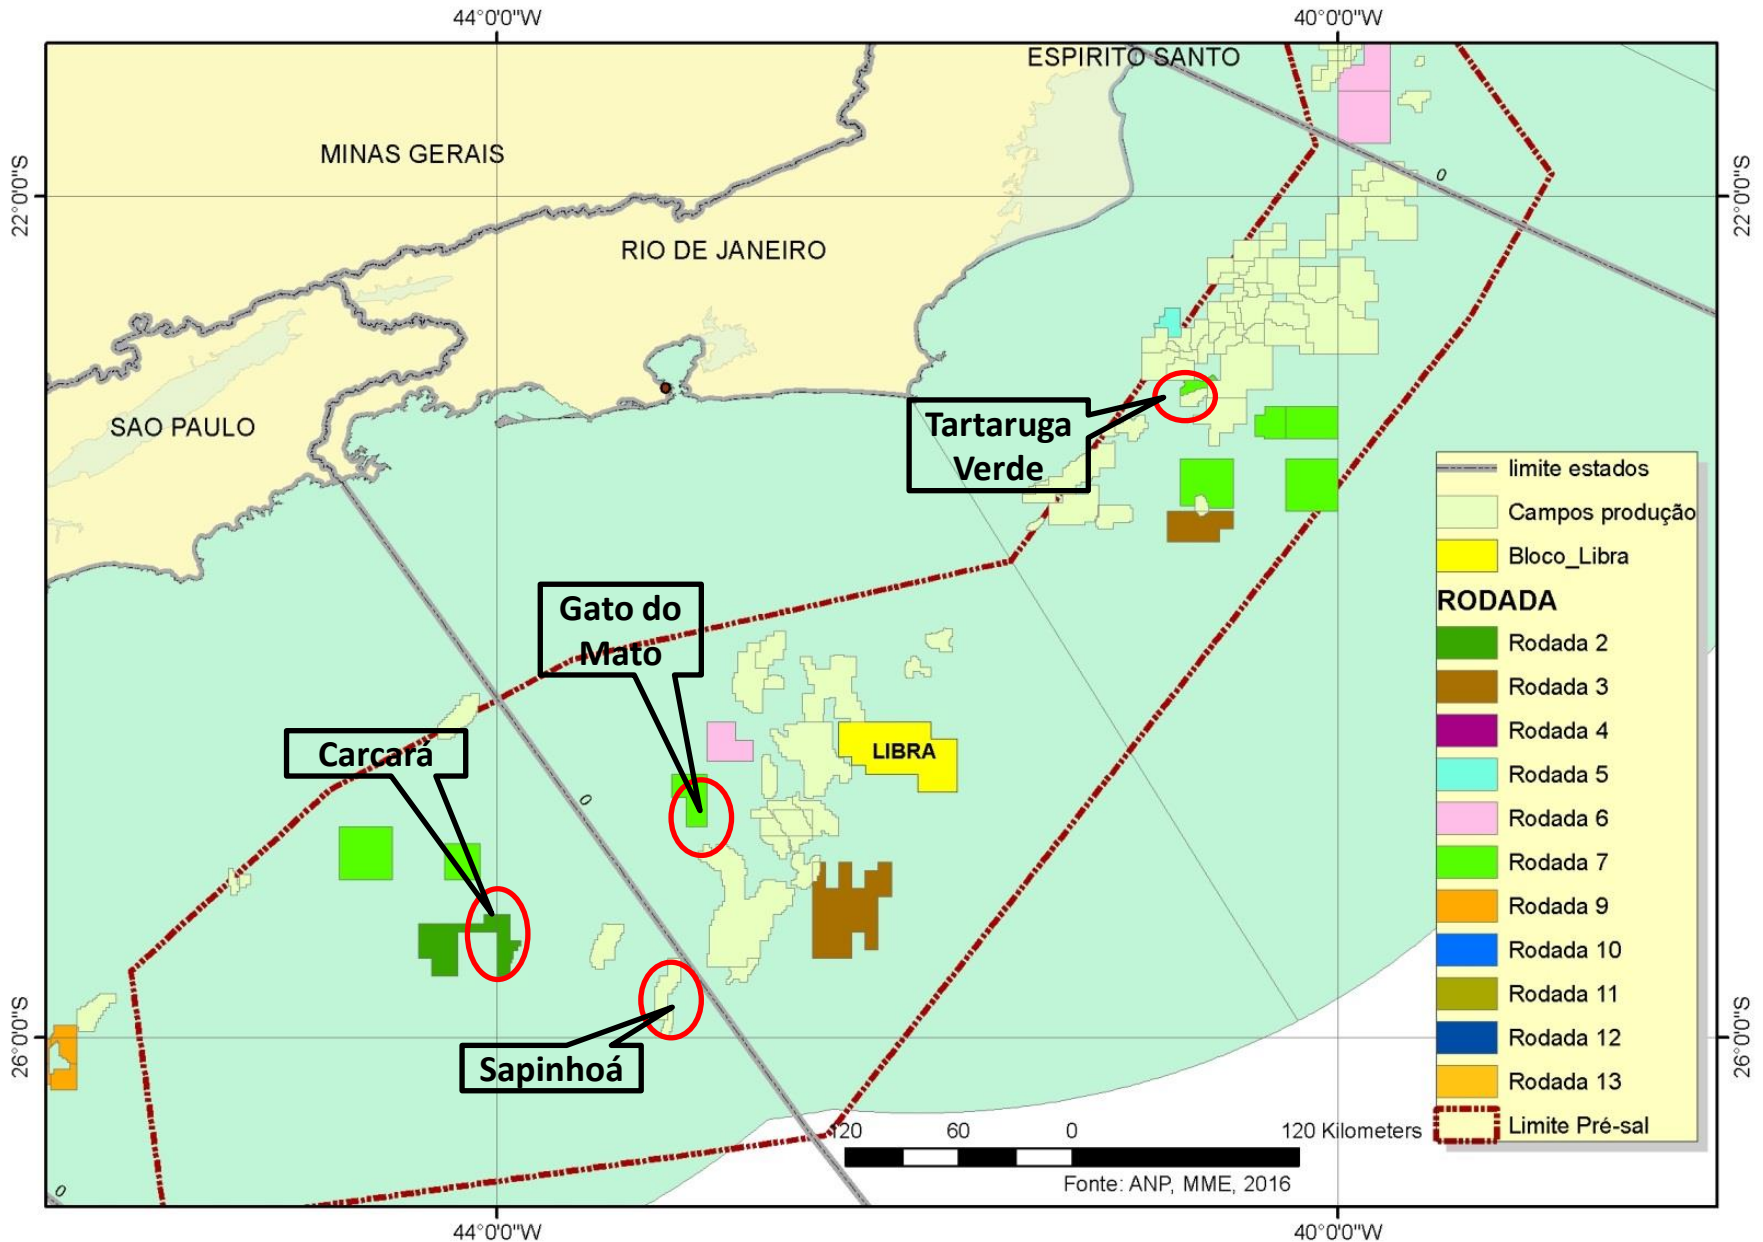 44°0'0"W
40°0'0"W
ESPIRITO SANTO
MINAS GERAIS
22°0'0"S
22°0'0"S
0
RIO DE JANEIRO
SAO PAULO
Tartaruga
Verde
Gato do
Mato
Carcará
LIBRA
0
Sapinhoá
26°0'0"S
26°0'0"S
0
limite estados
Campos produção
Bloco_Libra
RODADA
Rodada 2
Rodada 3
Rodada 4
Rodada 5
Rodada 6
Rodada 7
Rodada 9
Rodada 10
Rodada 11
Rodada 12
Rodada 13
Limite Pré-sal
120 60 0 120 Kilometers
Fonte: ANP, MME, 2016
44°0'0"W
40°0'0"W